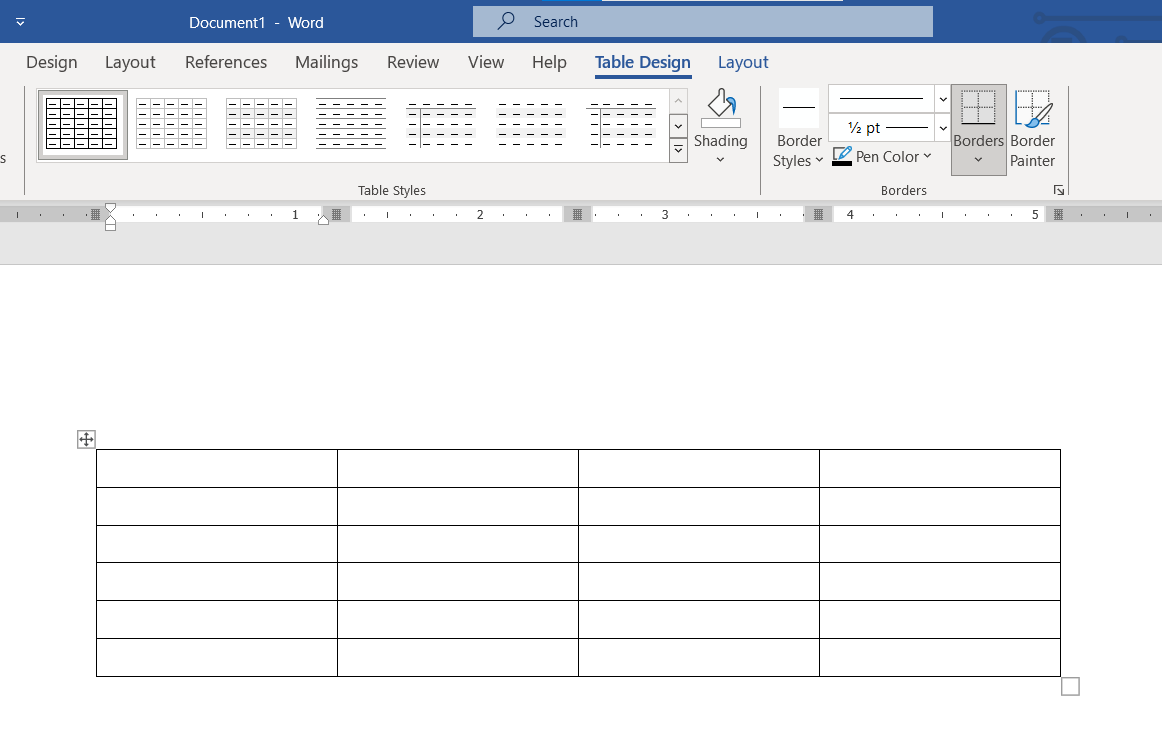 Document1 - Word
Search
Design Layout References Mailings Review View Help Table Design Layout
s
Shading
Border Styles
½ pt
Pen Color
Borders
Border Painter
Table Styles
Borders
1 2 3 4 5